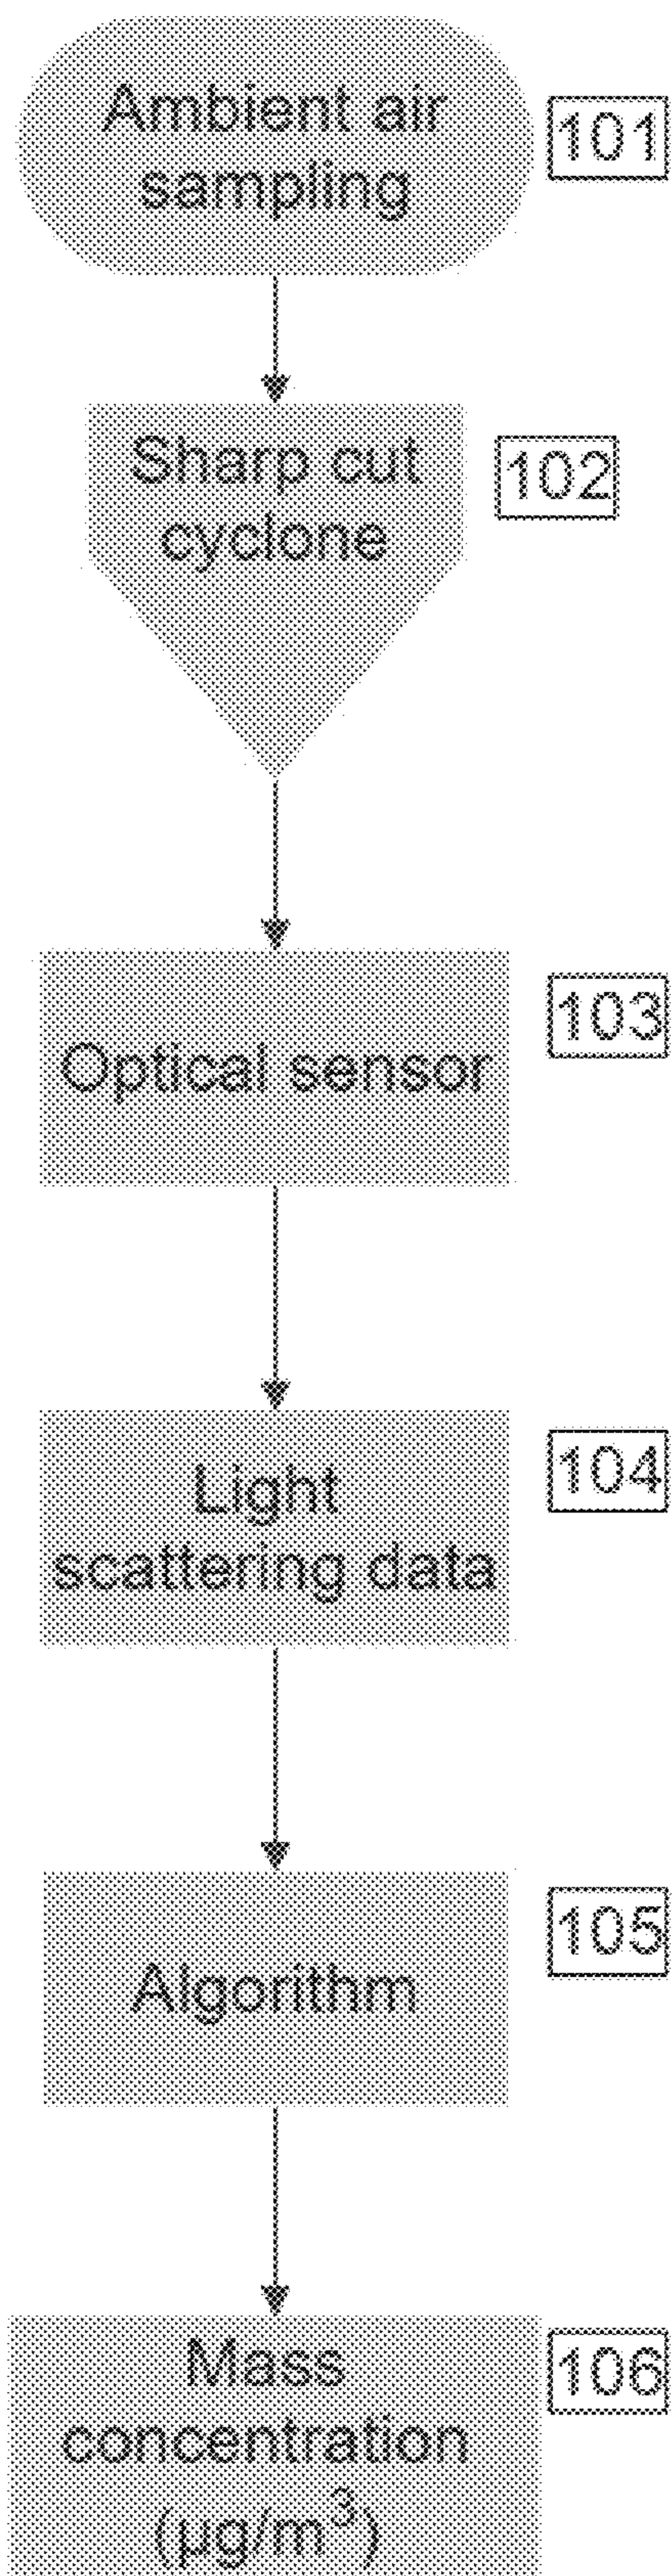 Ambient air
sampling
101
Sharp cut
cyclone
102
Optical sensor
103
Light
scattering data
104
Algorithm
105
Mass
concentration
(µg/m³)
106